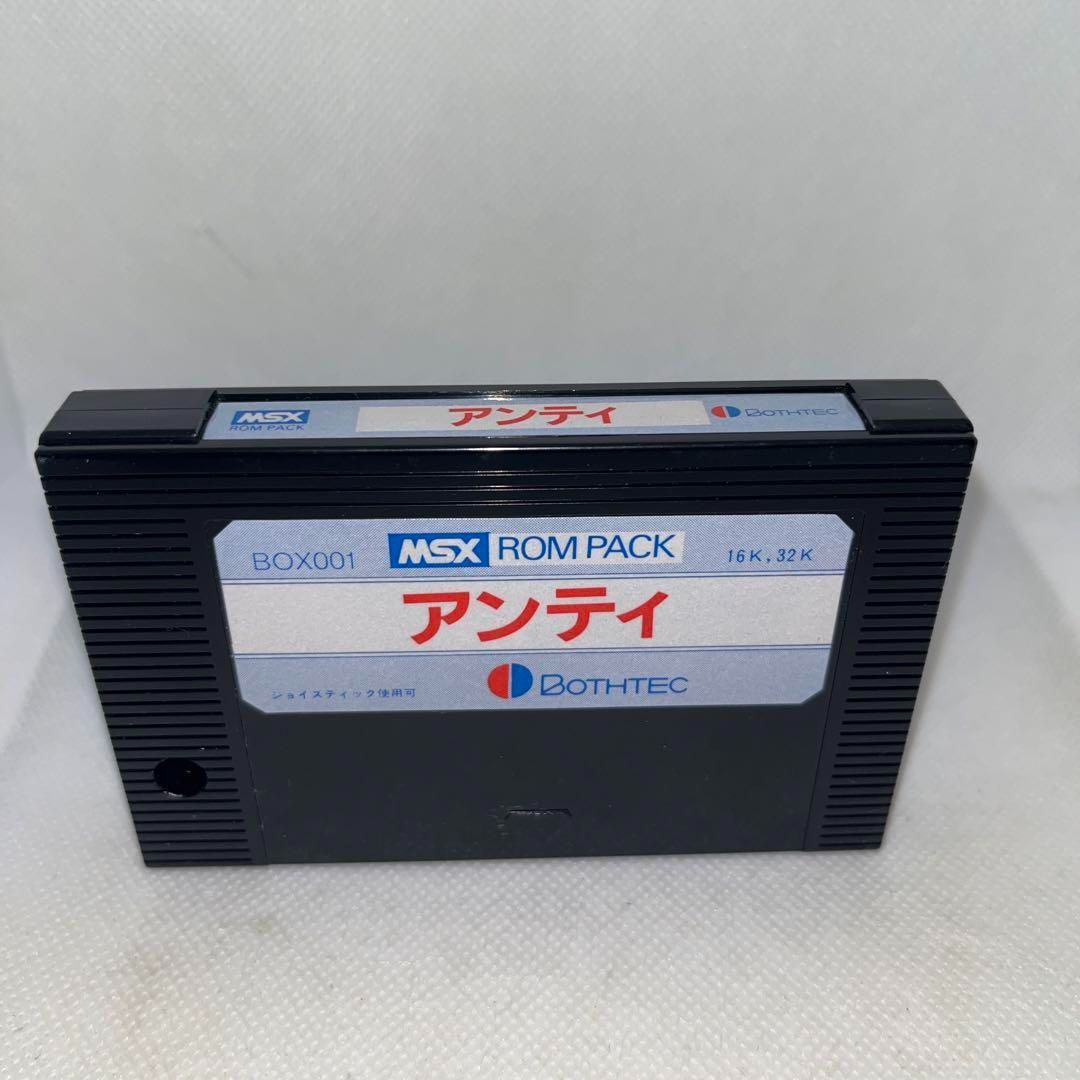 MSX アンティ BOTHTEC
ROM PACK
BOX001 MSX ROM PACK 16K,32K
アンティ
ジョイスティック使用可 BOTHTEC